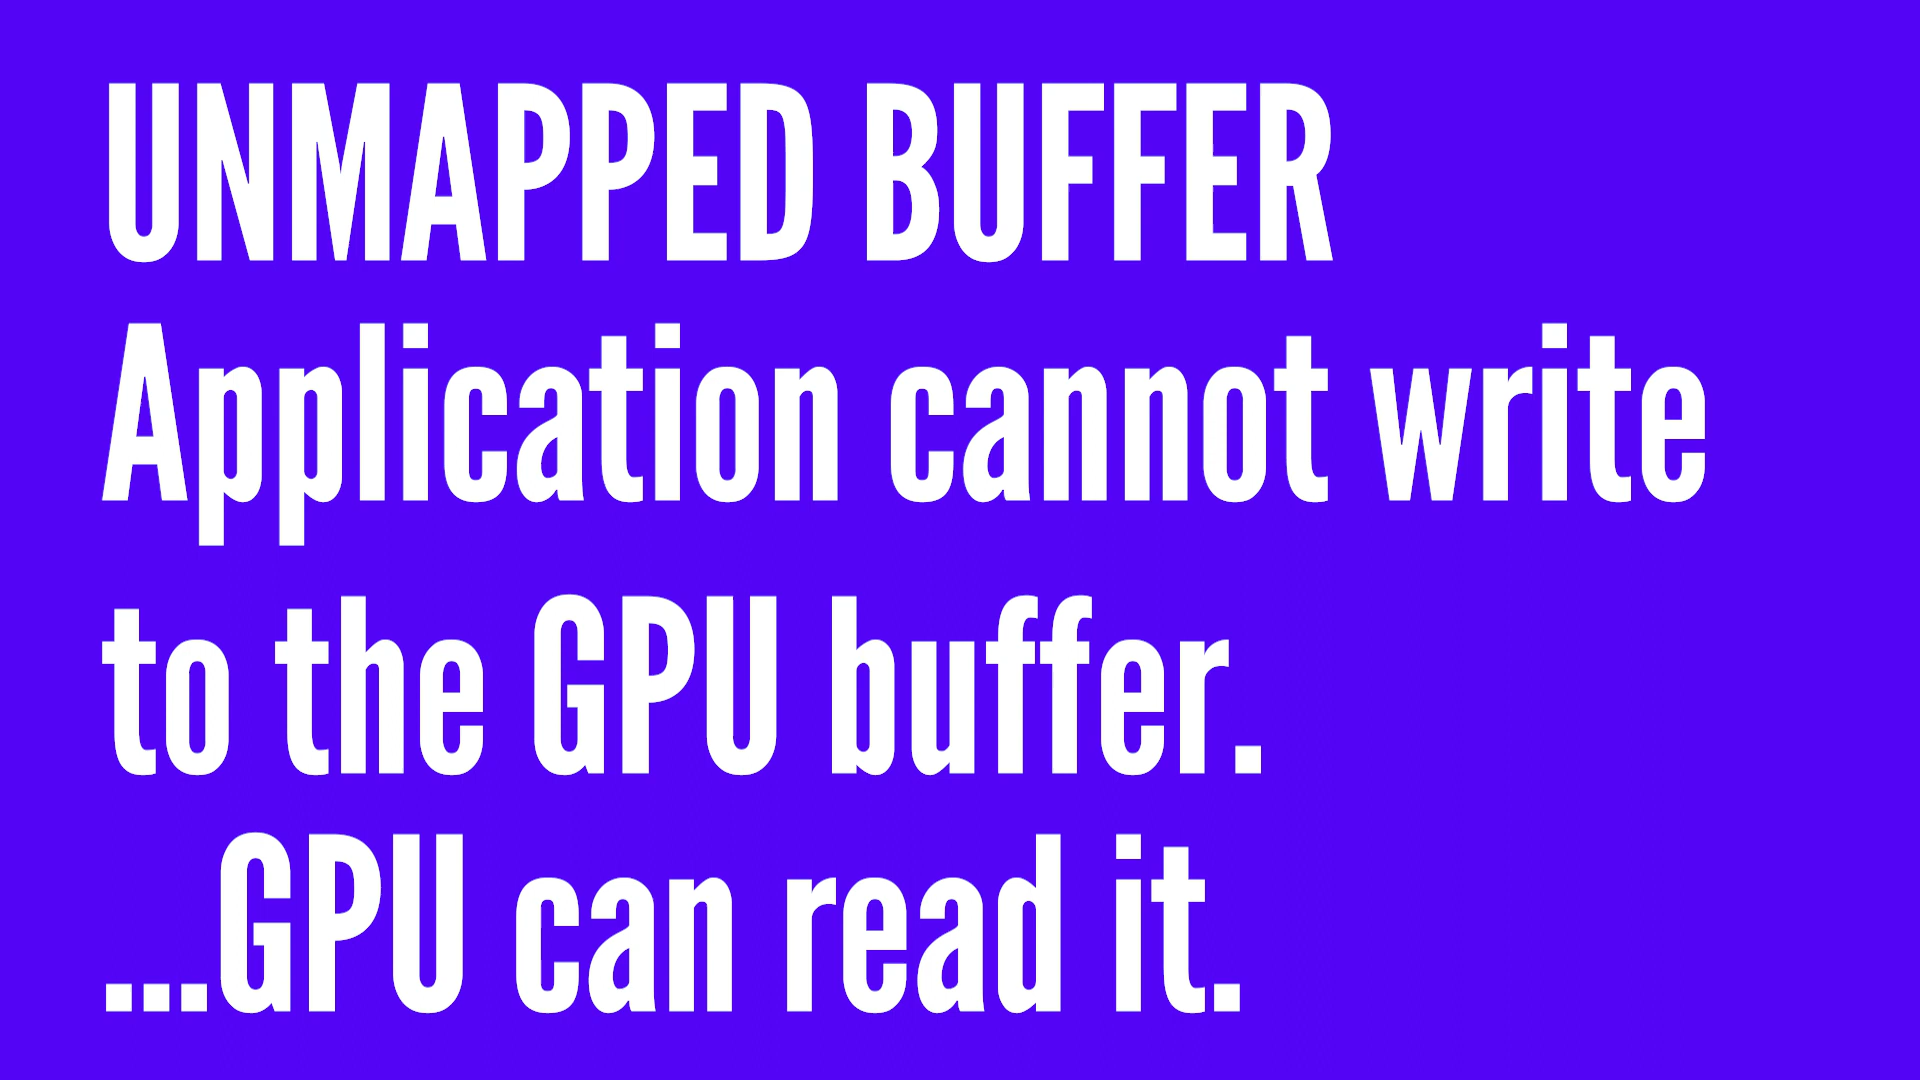 UNMAPPED BUFFER
Application cannot write
to the GPU buffer.
...GPU can read it.